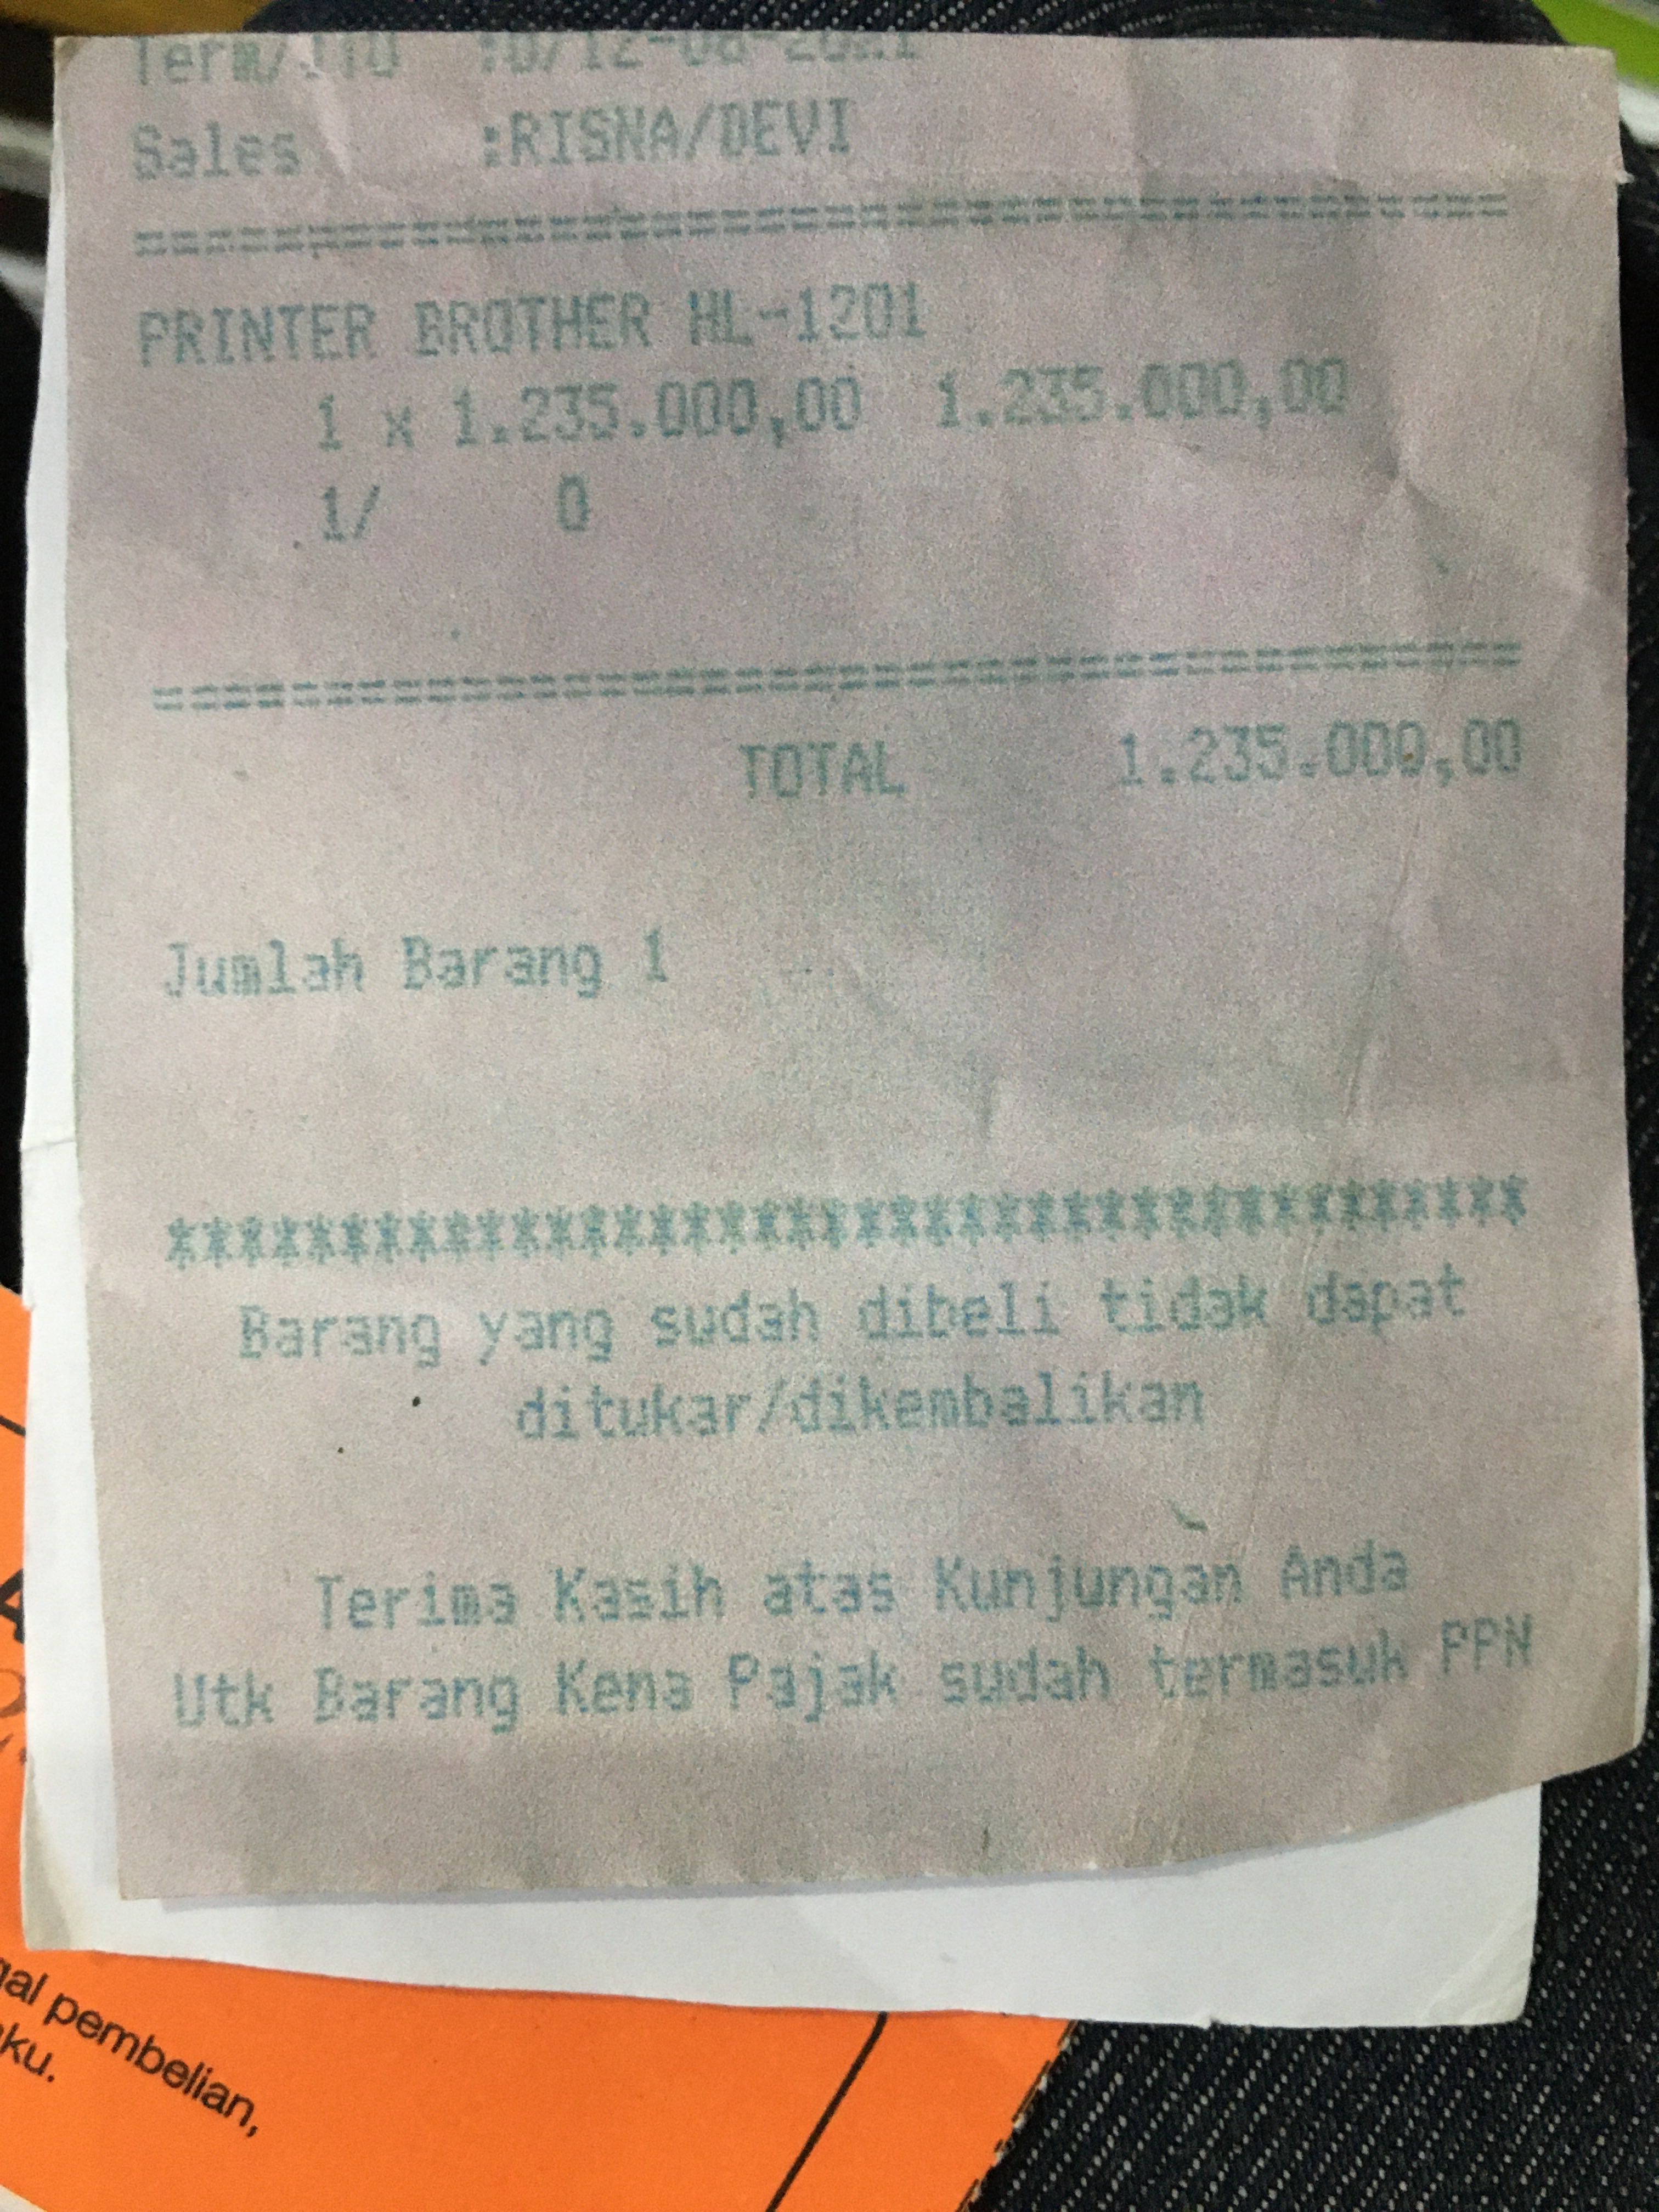 Sales :RISNA/DEVI
========================================
PRINTER BROTHER HL-1201
1 x 1.235.000,00 1.235.000,00
1/ 0
========================================
TOTAL 1.235.000,00
Jumlah Barang 1
***************************************
Barang yang sudah dibeli tidak dapat
ditukar/dikembalikan
Terima Kasih atas Kunjungan Anda
Utk Barang Kena Pajak sudah termasuk PPN
pembelian,